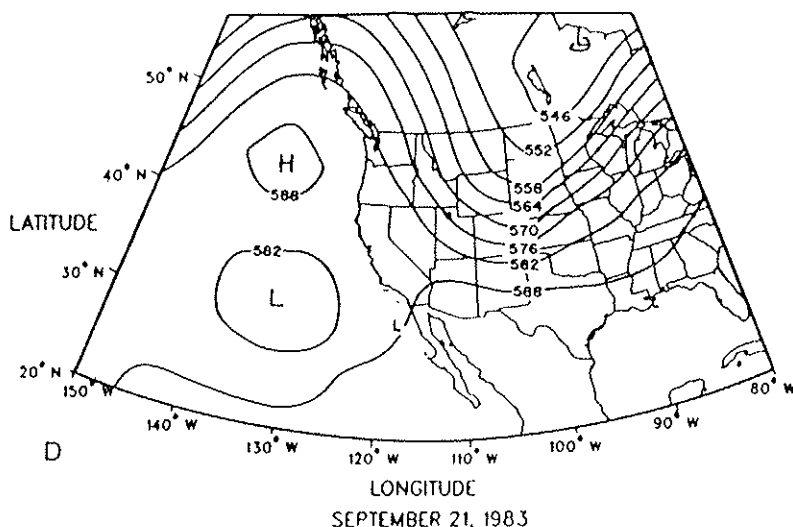 L
50° N
546
552
H
558
40° N
588
564
LATITUDE
570
576
582
582
30° N
588
L
L
20° N
150° W
80° W
140° W
90° W
D
130° W
120° W
110° W
100° W
LONGITUDE
SEPTEMBER 21, 1983